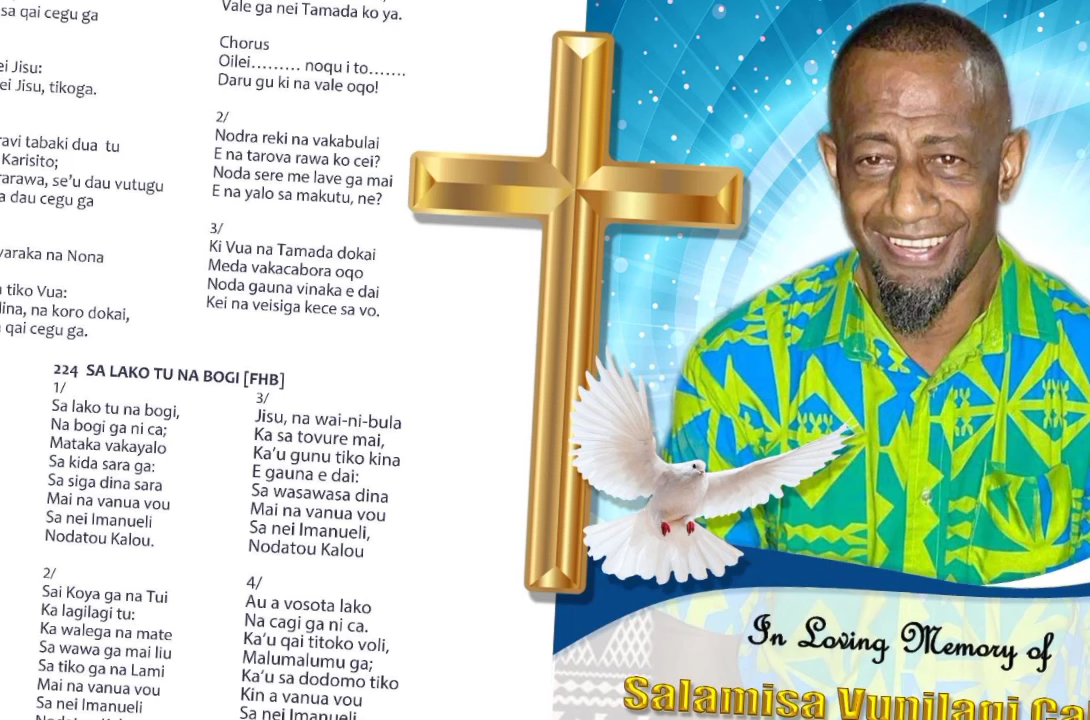 sa qai cegu ga
ei Jisu:
ei Jisu, tikoga.
ravi tabaki dua tu
Karisito;
rarawa, se'u dau vutugu
a dau cegu ga
varaka na Nona
tiko Vua:
lina, na koro dokai,
qai cegu ga.
Vale ga nei Tamada ko ya.
Chorus
Oilei......... noqu i to.......
Daru gu ki na vale oqo!
2/
Nodra reki na vakabulai
E na tarova rawa ko cei?
Noda sere me lave ga mai
E na yalo sa makutu, ne?
3/
Ki Vua na Tamada dokai
Meda vakacabora oqo
Noda gauna vinaka e dai
Kei na veisiga kece sa vo.
224 SA LAKO TU NA BOGI [FHB]
1/
Sa lako tu na bogi,
Na bogi ga ni ca;
Mataka vakayalo
Sa kida sara ga:
Sa siga dina sara
Mai na vanua vou
Sa nei Imanueli
Nodatou Kalou.
2/
Sai Koya ga na Tui
Ka lagilagi tu:
Ka walega na mate
Sa wawa ga mai liu
Sa tiko ga na Lami
Mai na vanua vou
Sa nei Imanueli
3/
Jisu, na wai-ni-bula
Ka sa tovure mai,
Ka'u gunu tiko kina
E gauna e dai:
Sa wasawasa dina
Mai na vanua vou
Sa nei Imanueli,
Nodatou Kalou
4/
Au a vosota lako
Na cagi ga ni ca.
Ka'u qai titoko voli,
Malumalumu ga;
Ka'u sa dodomo tiko
Kin a vanua vou
Sa nei Imanueli
In Loving Memory of
Salamisa Vunilagi Ca